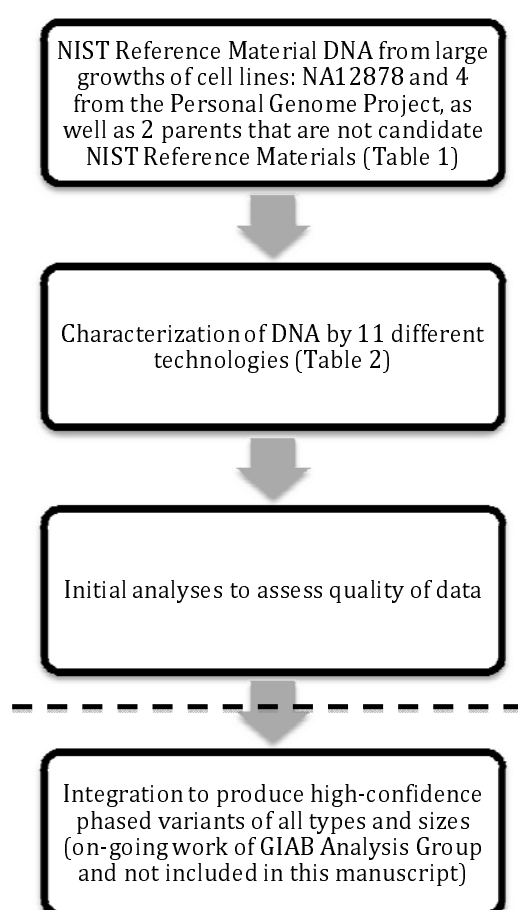 NIST Reference Material DNA from large
growths of cell lines: NA12878 and 4
from the Personal Genome Project, as
well as 2 parents that are not candidate
NIST Reference Materials (Table 1)
Characterization of DNA by 11 different
technologies (Table 2)
Initial analyses to assess quality of data
Integration to produce high-confidence
phased variants of all types and sizes
(on-going work of GIAB Analysis Group
and not included in this manuscript)